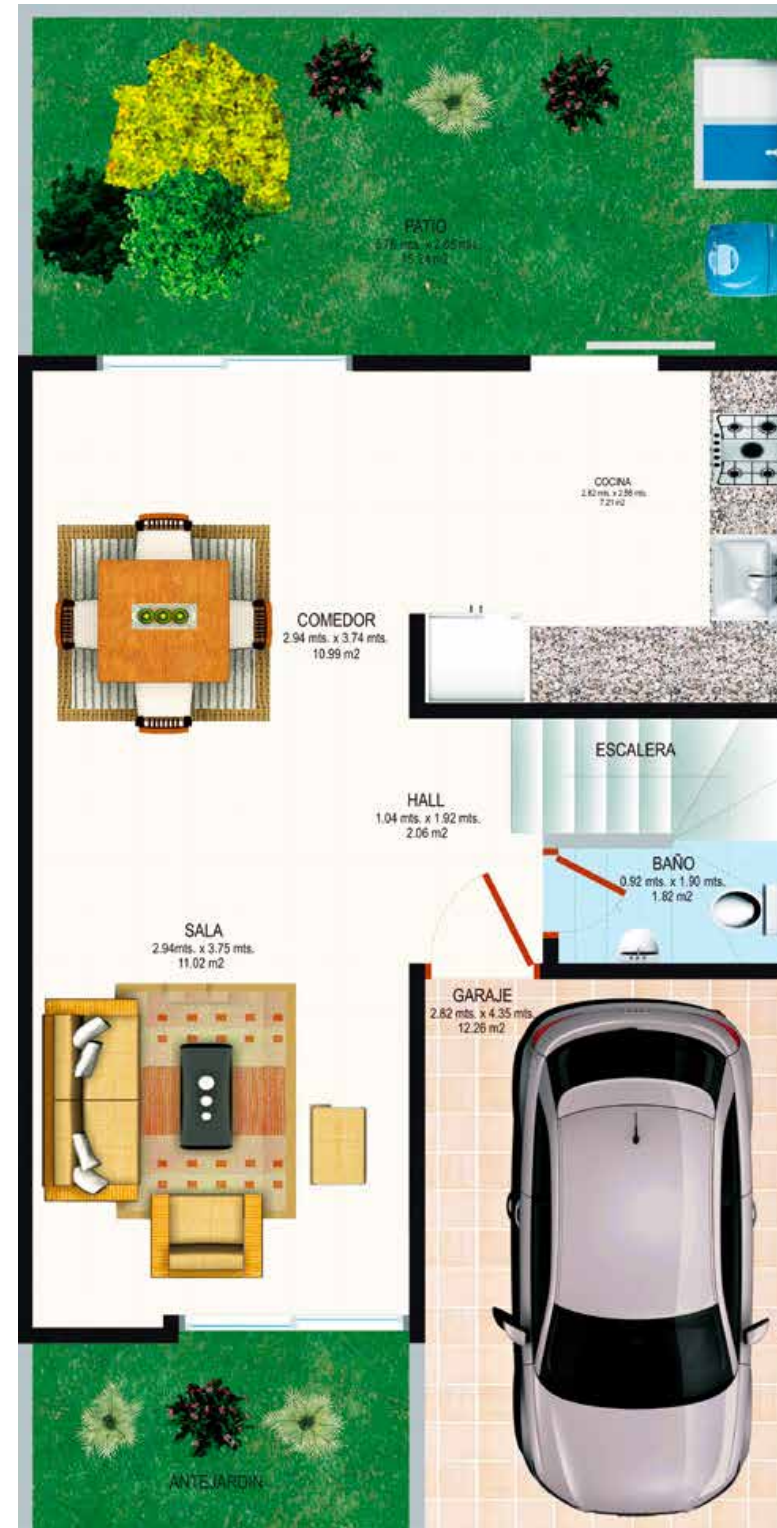 PATIO
COCINA
COMEDOR
2.94 mts. x 3.74 mts.
10.99 m2
ESCALERA
HALL
1.04 mts. x 1.92 mts.
2.06 m2
BAÑO
0.92 mts. x 1.90 mts.
1.82 m2
SALA
2.94mts. x 3.75 mts.
11.02 m2
GARAJE
2.82 mts. x 4.35 mts.
12.26 m2
ANTEJARDIN